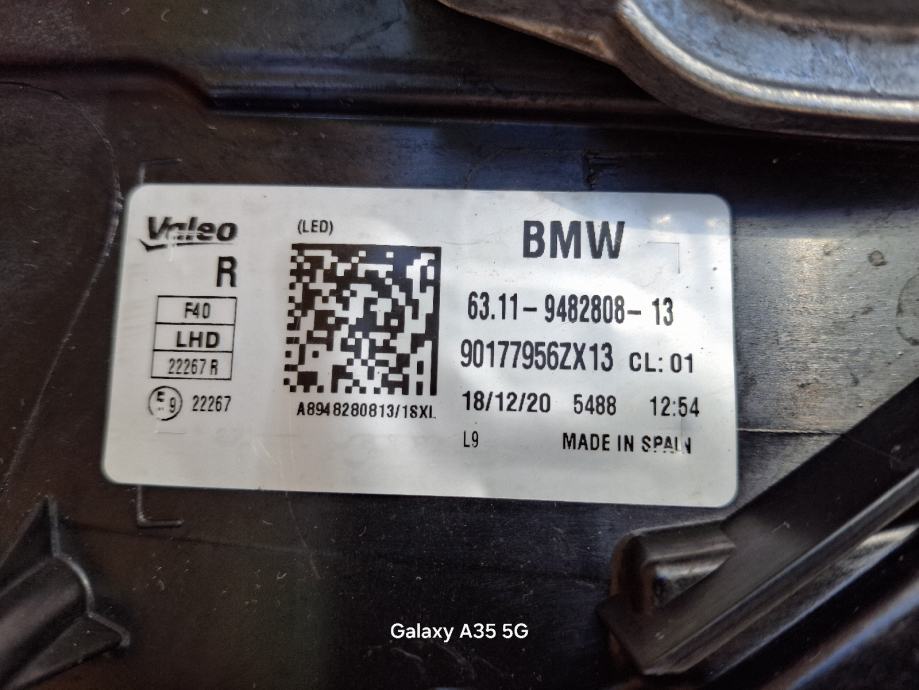 Valeo
R
F40
LHD
22267 R
E 9 22267
(LED)
A8948280813/1SXL
BMW
63.11-9482808-13
90177956ZX13 CL: 01
18/12/20 5488 12:54
L9 MADE IN SPAIN
Galaxy A35 5G